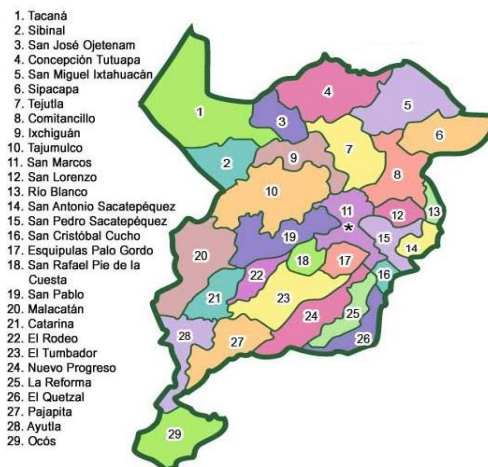 1. Tacaná
2. Sibinal
3. San José Ojetenam
4. Concepción Tutuapa
5. San Miguel Ixtahuacán
6. Sipacapa
7. Tejutla
8. Comitancillo
9. Ixchiguán
10. Tajumulco
11. San Marcos
12. San Lorenzo
13. Rio Blanco
14. San Antonio Sacatepéquez
15. San Pedro Sacatepéquez
16. San Cristóbal Cucho
17. Esquipulas Palo Gordo
18. San Rafael Pie de la
Cuesta
19. San Pablo
20. Malacatán
21. Catarina
22. El Rodeo
23. El Tumbador
24. Nuevo Progreso
25. La Reforma
26. El Quetzal
27. Pajapita
28. Ayutla
29. Ocós
4
5
1
3
6
7
9
2
8
10
11
12
13
*
15
19
14
20
18
17
16
22
21
23
25
24
28
27
26
29